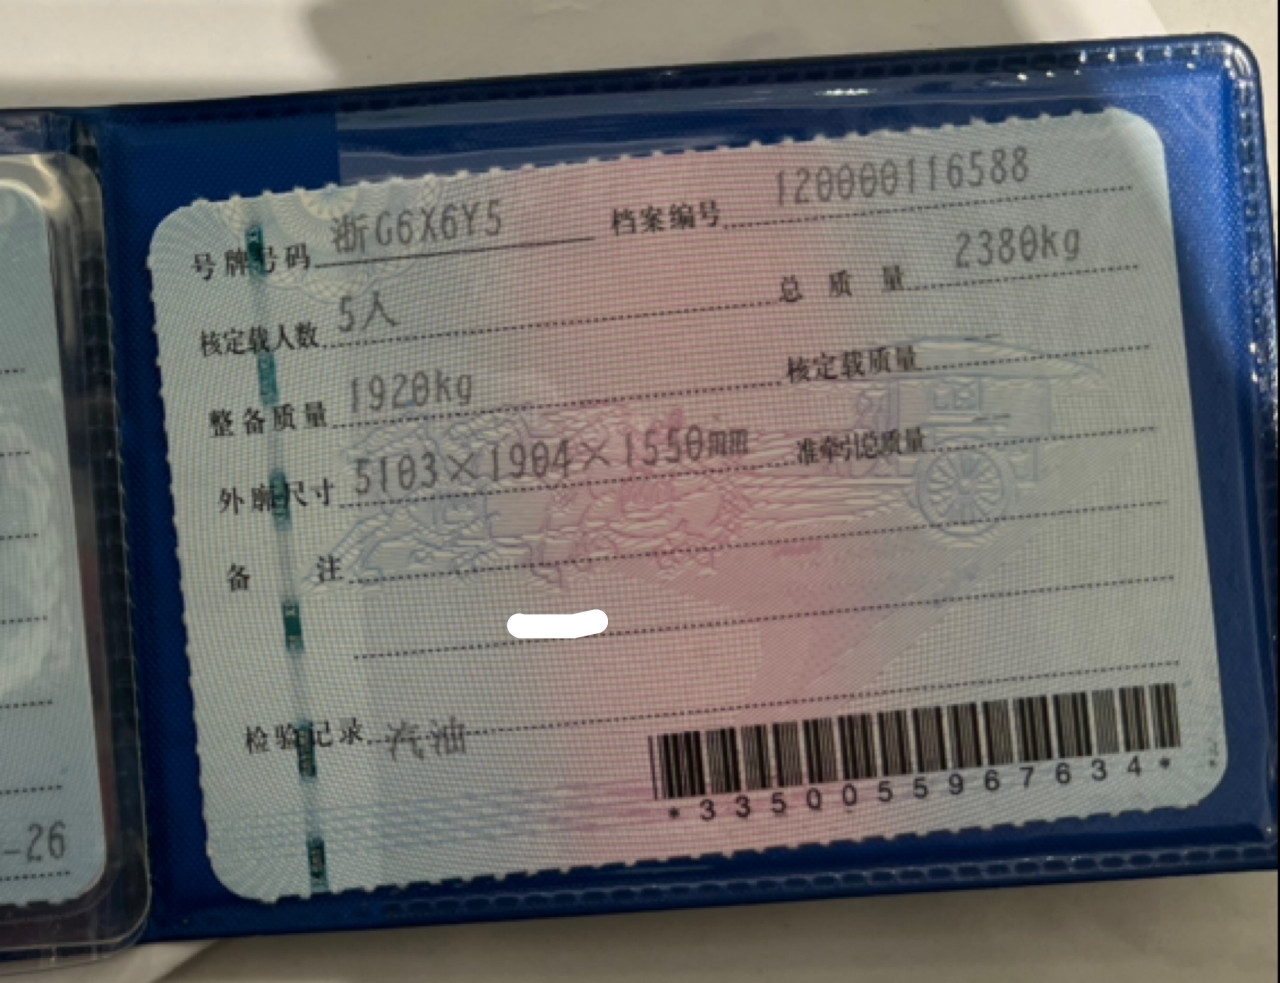 号牌号码 浙G6X6Y5 档案编号 120000116588
核定载人数 5人 总质量 2380kg
整备质量 1920kg 核定载质量
外廓尺寸 5103×1904×1550mm 准牵引总质量
备注
检验记录 汽油
*3350055967634*
-26